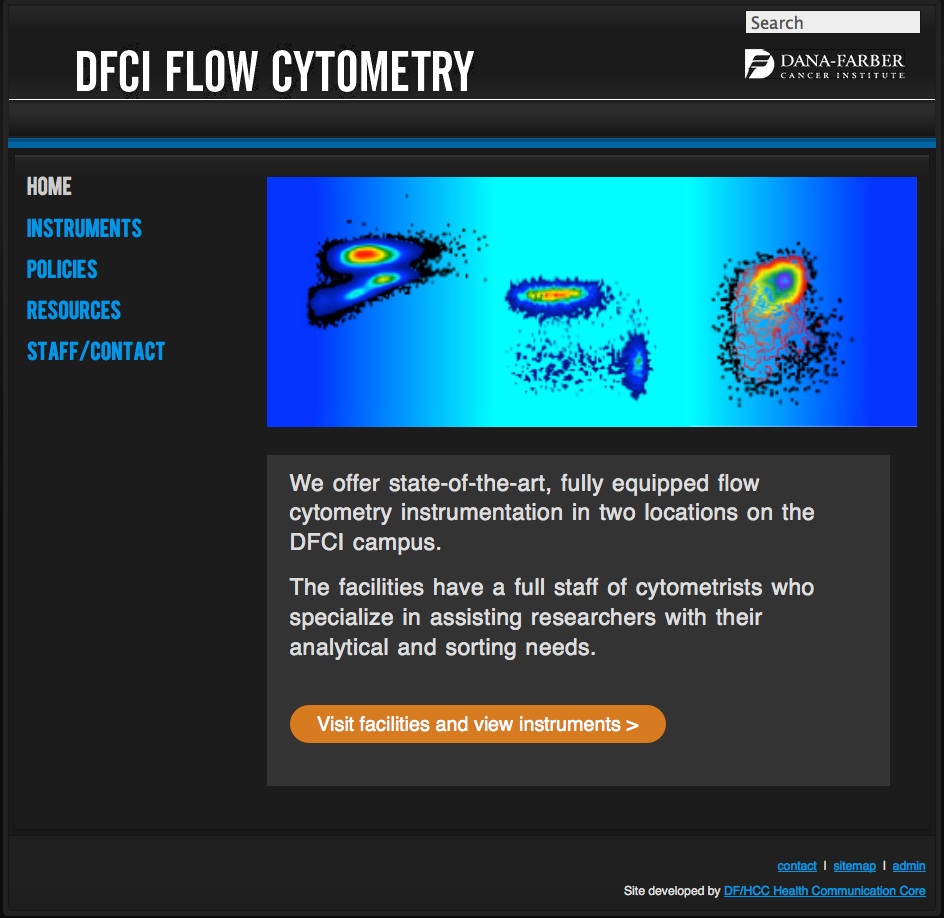 Search
DFCI FLOW CYTOMETRY
DANA-FARBER
CANCER INSTITUTE
HOME
INSTRUMENTS
POLICIES
RESOURCES
STAFF/CONTACT
We offer state-of-the-art, fully equipped flow
cytometry instrumentation in two locations on the
DFCI campus.
The facilities have a full staff of cytometrists who
specialize in assisting researchers with their
analytical and sorting needs.
Visit facilities and view instruments >
contact | sitemap | admin
Site developed by DF/HCC Health Communication Core